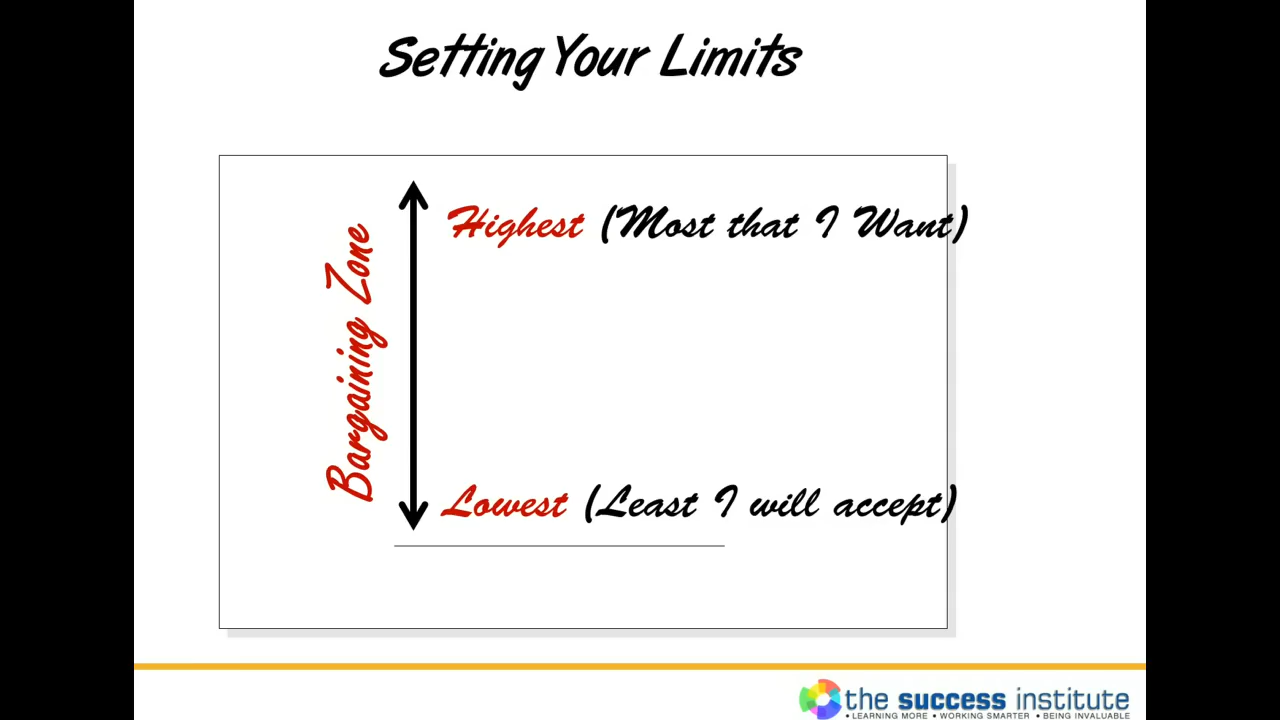 Setting Your Limits
Bargaining Zone
Highest (Most that I Want)
Lowest (Least I will accept)
the success institute
• LEARNING MORE • WORKING SMARTER • BEING INVALUABLE